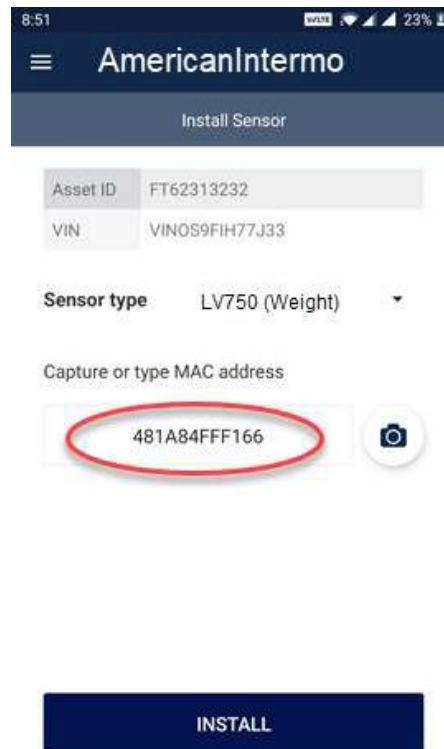 8:51 VoLTE 23%
AmericanIntermo
Install Sensor
Asset ID FT62313232
VIN VINOS9FIH77J33
Sensor type LV750 (Weight)
Capture or type MAC address
481A84FFF166
INSTALL